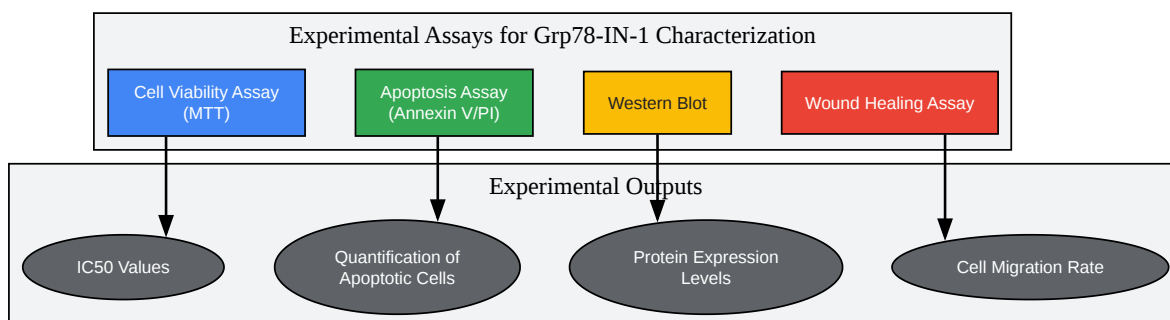 Experimental Assays for Grp78-IN-1 Characterization
Cell Viability Assay
(MTT)
Apoptosis Assay
(Annexin V/PI)
Western Blot
Wound Healing Assay
Experimental Outputs
IC50 Values
Quantification of
Apoptotic Cells
Protein Expression
Levels
Cell Migration Rate